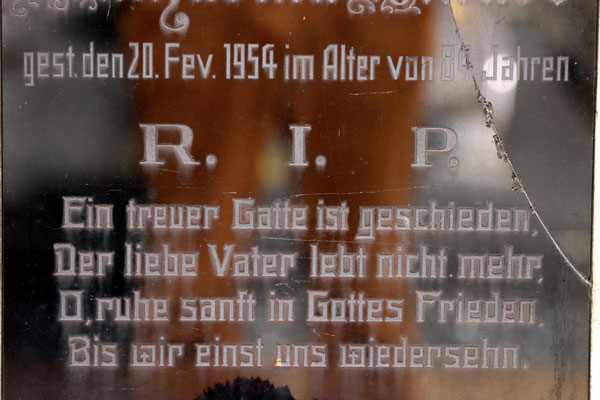 gest. den 20. Fev. 1954 im Alter von 84 Jahren
R. I. P.
Ein treuer Gatte ist geschieden,
Der liebe Vater lebt nicht mehr,
O, ruhe sanft in Gottes Frieden,
Bis wir einst uns wiedersehn.